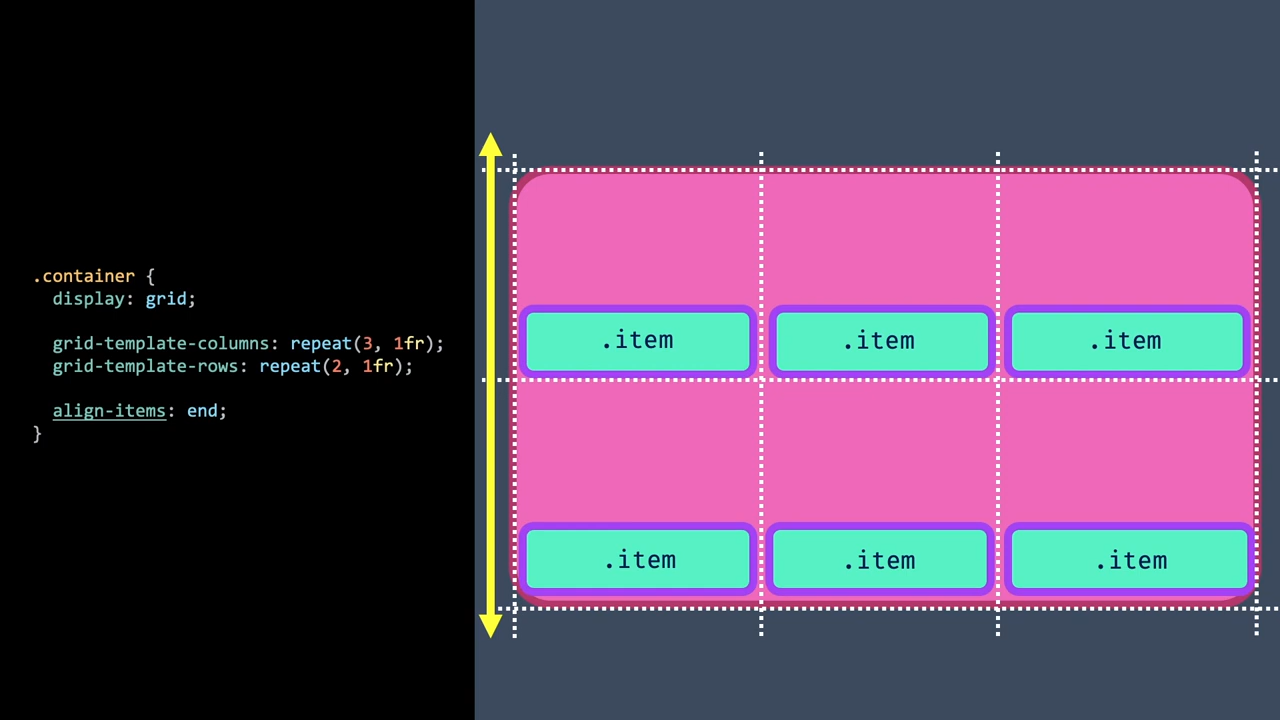 .container {
display: grid;
grid-template-columns: repeat(3, 1fr);
grid-template-rows: repeat(2, 1fr);
align-items: end;
}
.item .item .item
.item .item .item